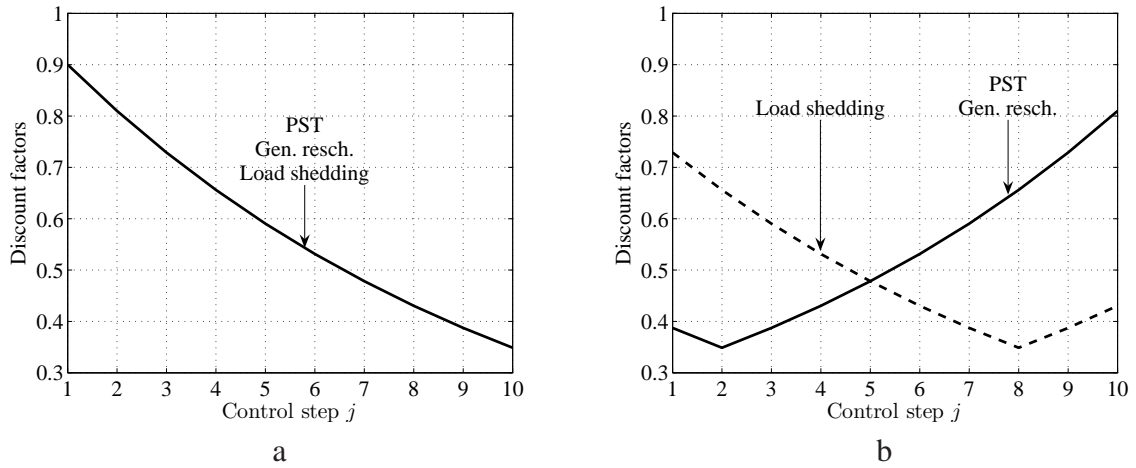 1
0.9
0.8
0.7
0.6
0.5
0.4
0.3
Discount factors
PST
Gen. resch.
Load shedding
1 2 3 4 5 6 7 8 9 10
Control step j
a
1
0.9
0.8
0.7
0.6
0.5
0.4
0.3
Discount factors
Load shedding
PST
Gen. resch.
1 2 3 4 5 6 7 8 9 10
Control step j
b